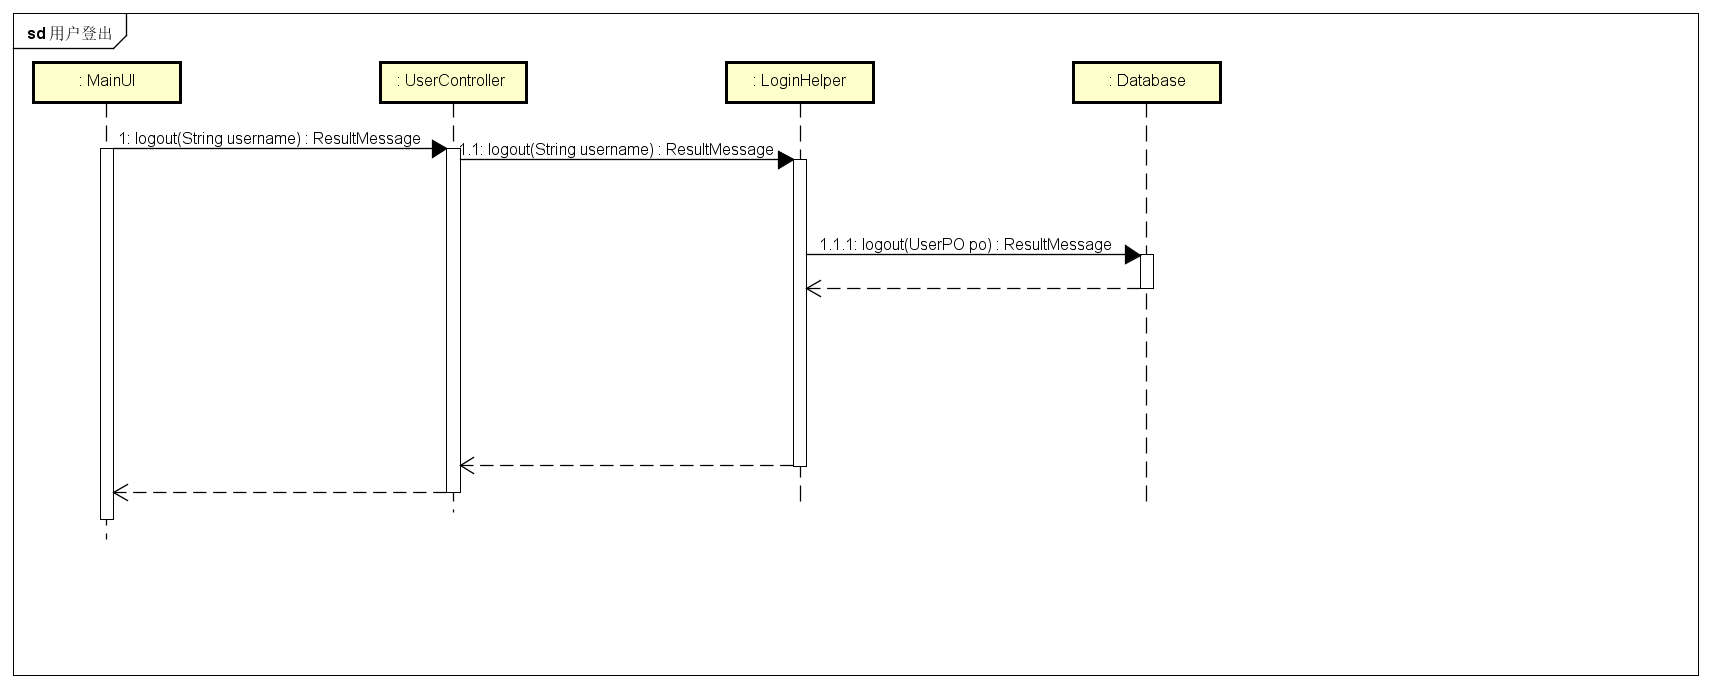 sd 用户登出
: MainUI
: UserController
: LoginHelper
: Database
1: logout(String username) : ResultMessage
1.1: logout(String username) : ResultMessage
1.1.1: logout(UserPO po) : ResultMessage